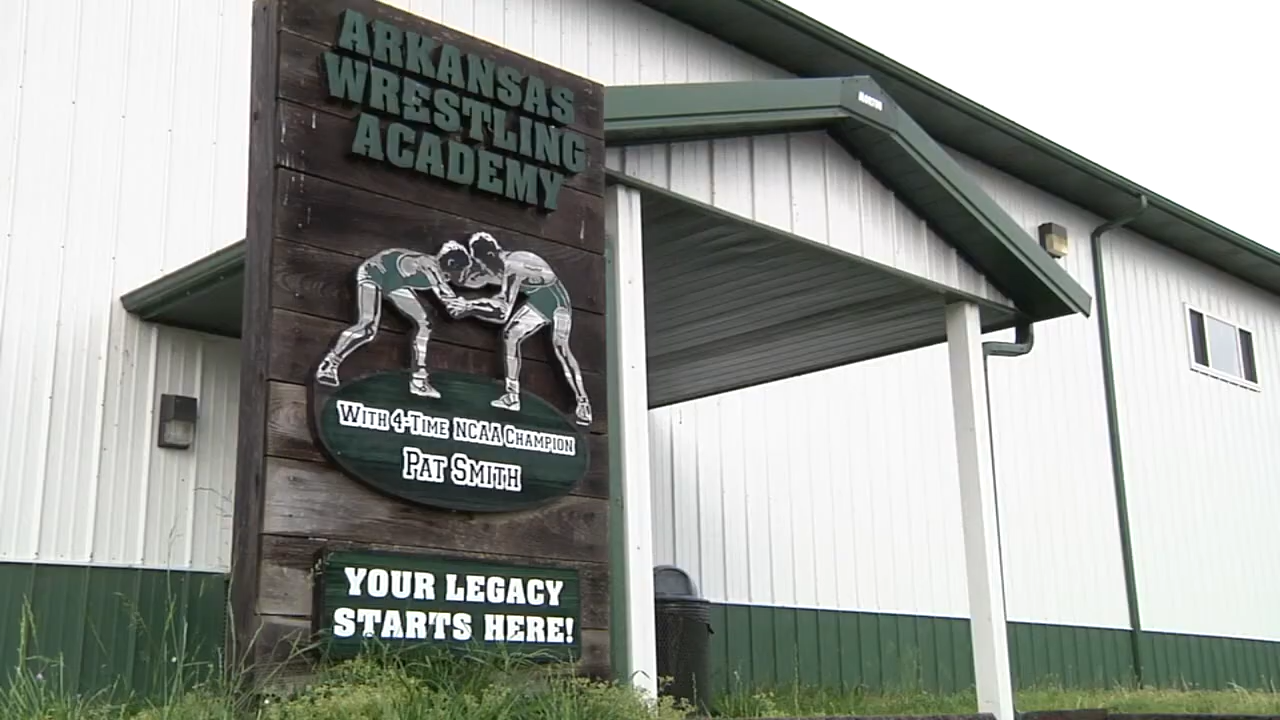 ARKANSAS
WRESTLING
ACADEMY
WITH 4-TIME NCAA CHAMPION
PAT SMITH
YOUR LEGACY
STARTS HERE!